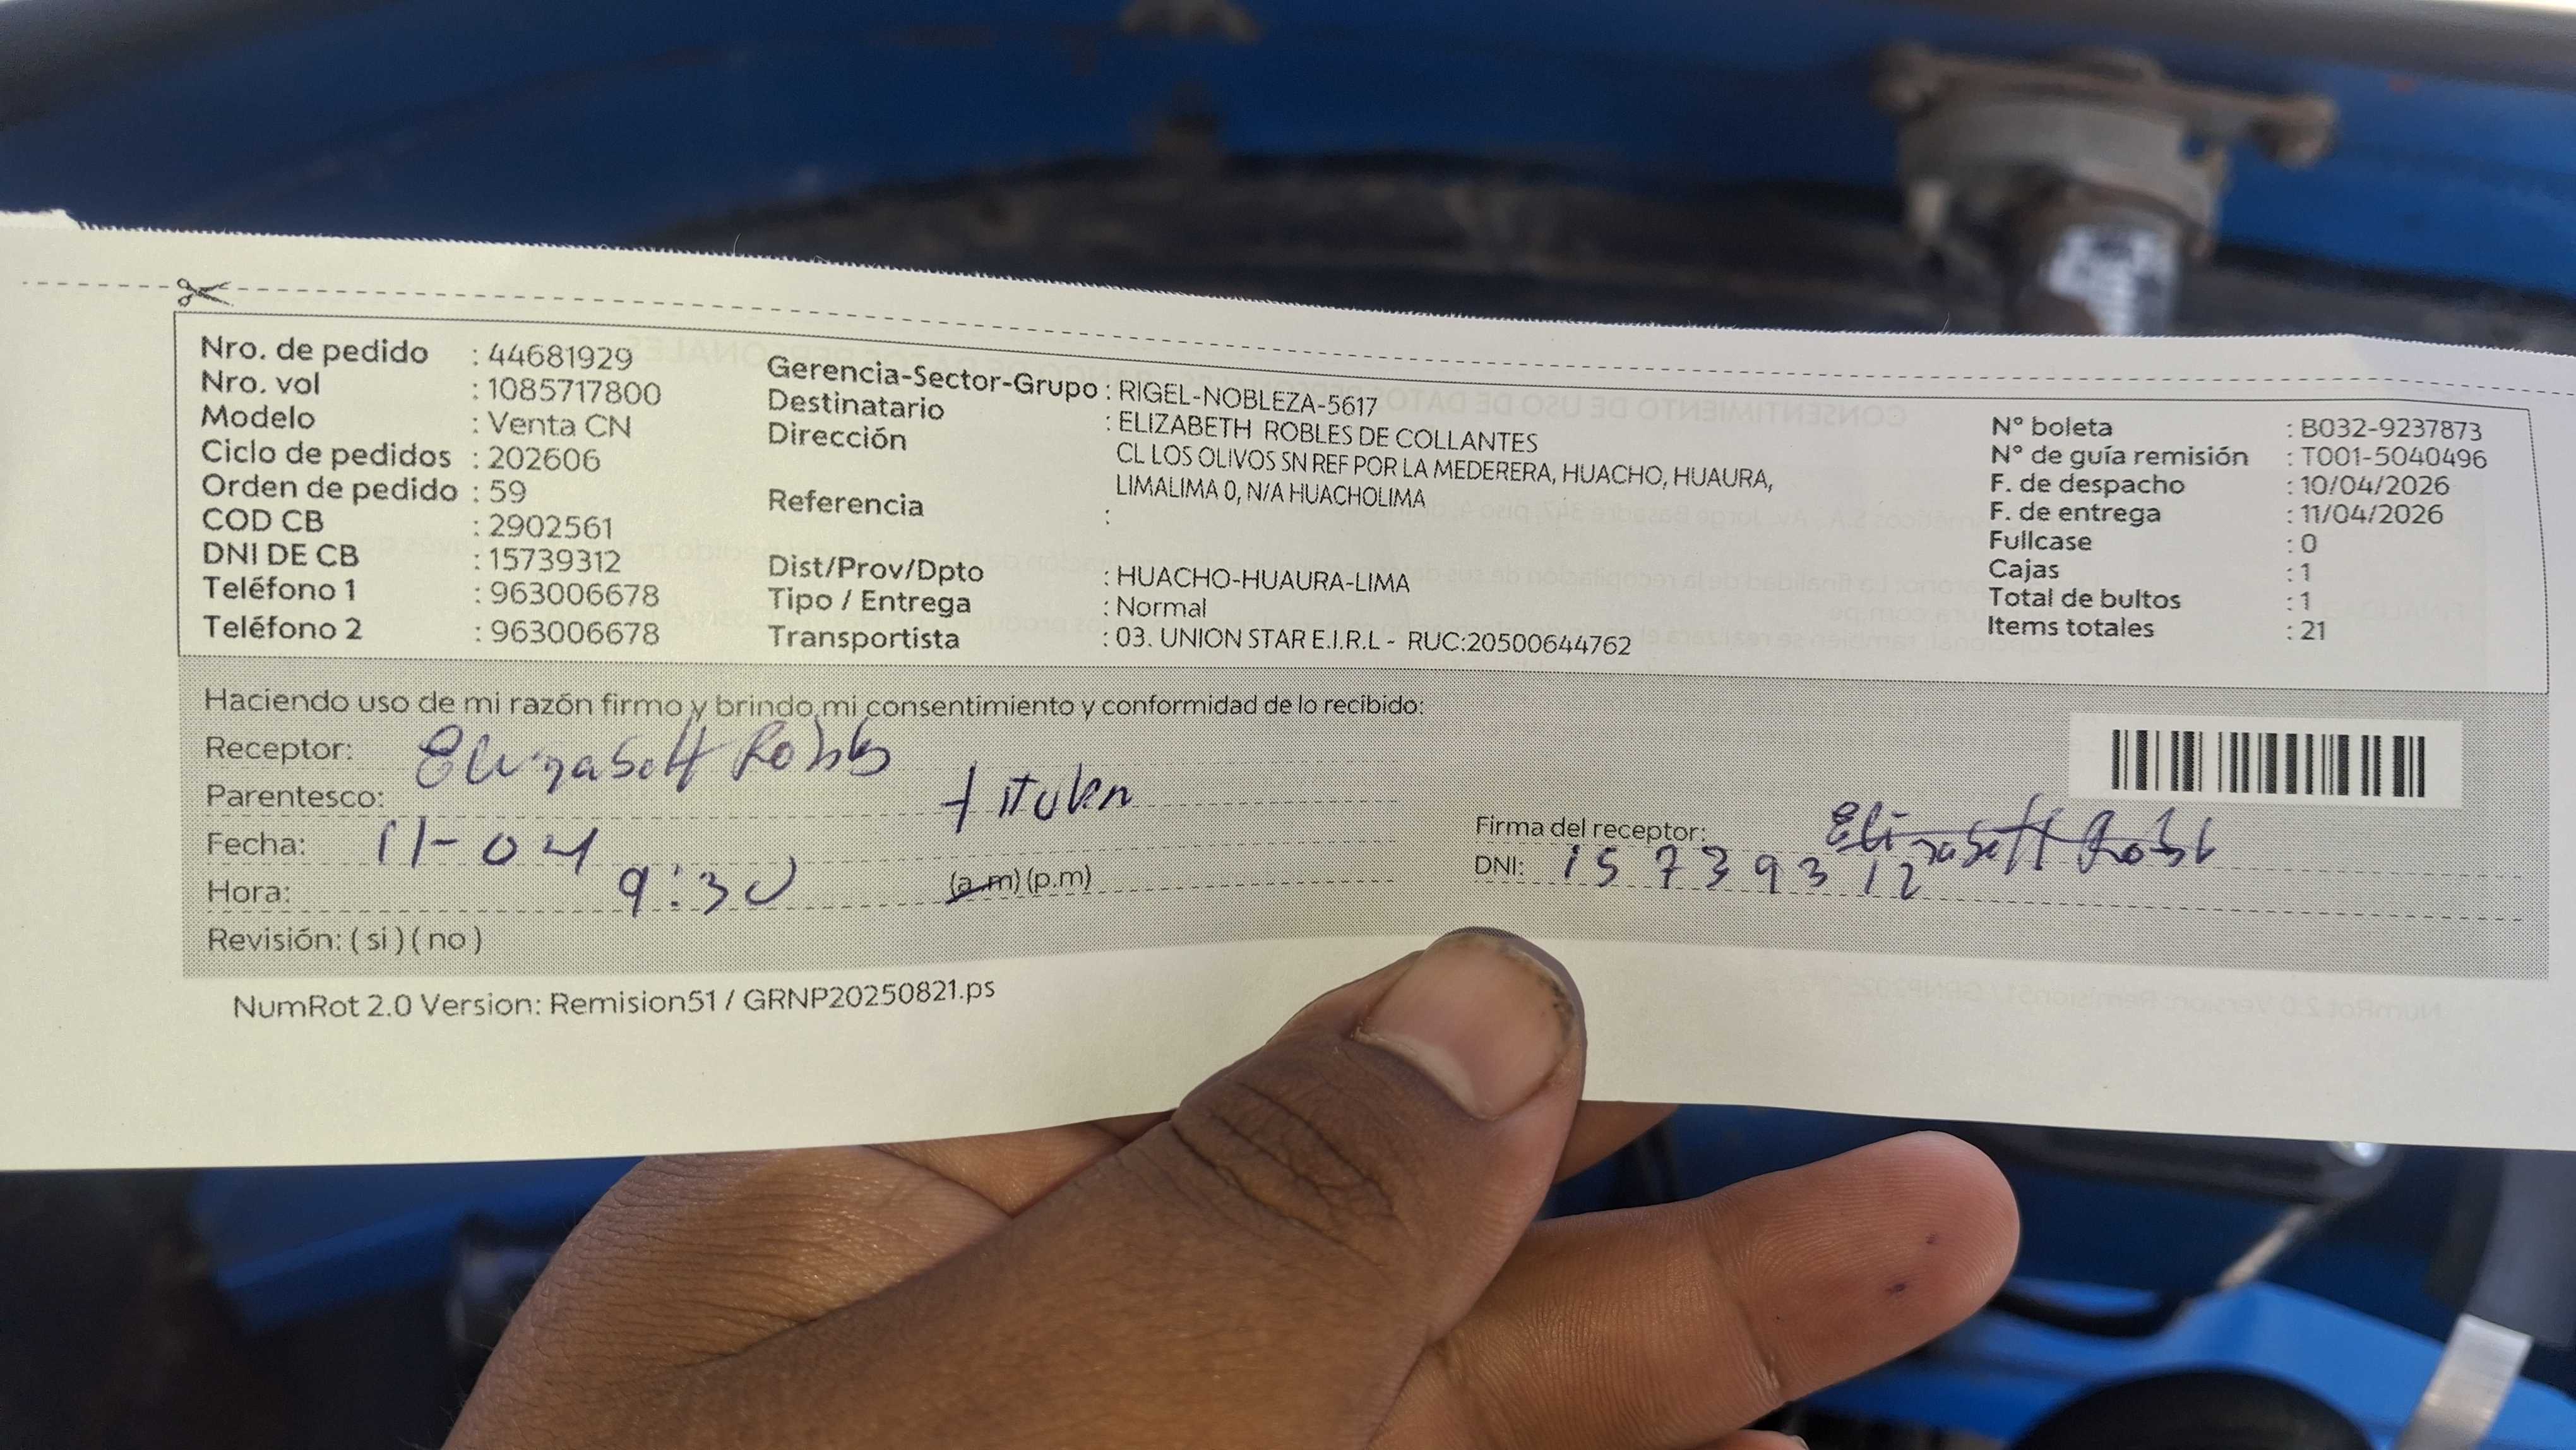 Nro. de pedido : 44681929
Nro. vol : 1085717800
Modelo : Venta CN
Ciclo de pedidos : 202606
Orden de pedido : 59
COD CB : 2902561
DNI DE CB : 15739312
Teléfono 1 : 963006678
Teléfono 2 : 963006678
Gerencia-Sector-Grupo : RIGEL-NOBLEZA-5617
Destinatario : ELIZABETH ROBLES DE COLLANTES
Dirección CL LOS OLIVOS SN REF POR LA MEDERERA, HUACHO, HUAURA,
LIMALIMA 0, N/A HUACHOLIMA
Referencia :
Dist/Prov/Dpto : HUACHO-HUAURA-LIMA
Tipo / Entrega : Normal
Transportista : 03. UNION STAR E.I.R.L - RUC:20500644762
N° boleta : B032-9237873
N° de guía remisión : T001-5040496
F. de despacho : 10/04/2026
F. de entrega : 11/04/2026
Fullcase : 0
Cajas : 1
Total de bultos : 1
Items totales : 21
Haciendo uso de mi razón firmo y brindo mi consentimiento y conformidad de lo recibido:
Receptor: Elizabeth Robles
Parentesco: titular
Fecha: 11-04
Hora: 9:30 (a.m) (p.m)
Revisión: ( si ) ( no )
Firma del receptor: Elizabeth Robl
DNI: 15739312
NumRot 2.0 Version: Remision51 / GRNP20250821.ps